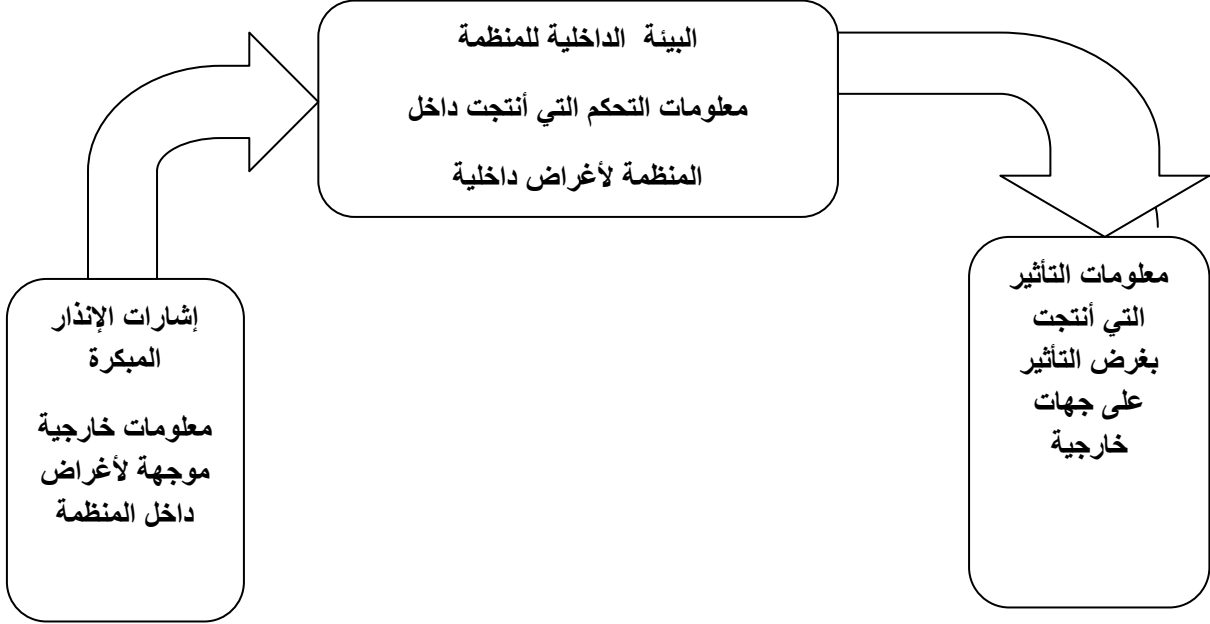 البيئة الداخلية للمنظمة
معلومات التحكم التي أنتجت داخل
المنظمة لأغراض داخلية
معلومات التأثير
التي أنتجت
بغرض التأثير
على جهات
خارجية
إشارات الإنذار
المبكرة
معلومات خارجية
موجهة لأغراض
داخل المنظمة